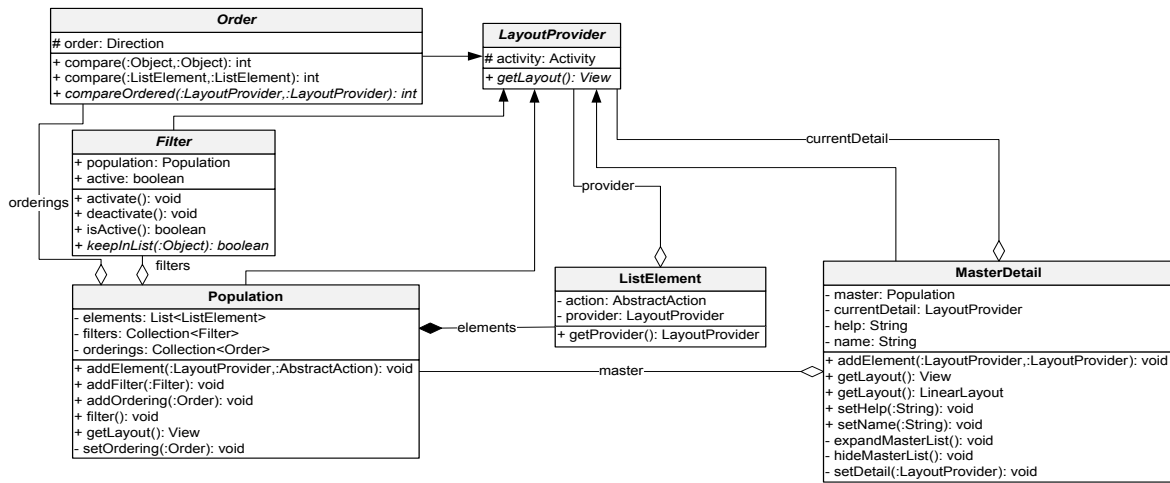 Order
# order: Direction
+ compare(:Object,:Object): int
+ compare(:ListElement,:ListElement): int
+ compareOrdered(:LayoutProvider,:LayoutProvider): int
LayoutProvider
# activity: Activity
+ getLayout(): View
Filter
+ population: Population
+ active: boolean
+ activate(): void
+ deactivate(): void
+ isActive(): boolean
+ keepInList(:Object): boolean
orderings
filters
currentDetail
provider
Population
- elements: List<ListElement>
- filters: Collection<Filter>
- orderings: Collection<Order>
+ addElement(:LayoutProvider,:AbstractAction): void
+ addFilter(:Filter): void
+ addOrdering(:Order): void
+ filter(): void
+ getLayout(): View
- setOrdering(:Order): void
elements
master
ListElement
- action: AbstractAction
- provider: LayoutProvider
+ getProvider(): LayoutProvider
MasterDetail
- master: Population
- currentDetail: LayoutProvider
- help: String
- name: String
+ addElement(:LayoutProvider,:LayoutProvider): void
+ getLayout(): View
+ getLayout(): LinearLayout
+ setHelp(:String): void
+ setName(:String): void
- expandMasterList(): void
- hideMasterList(): void
- setDetail(:LayoutProvider): void